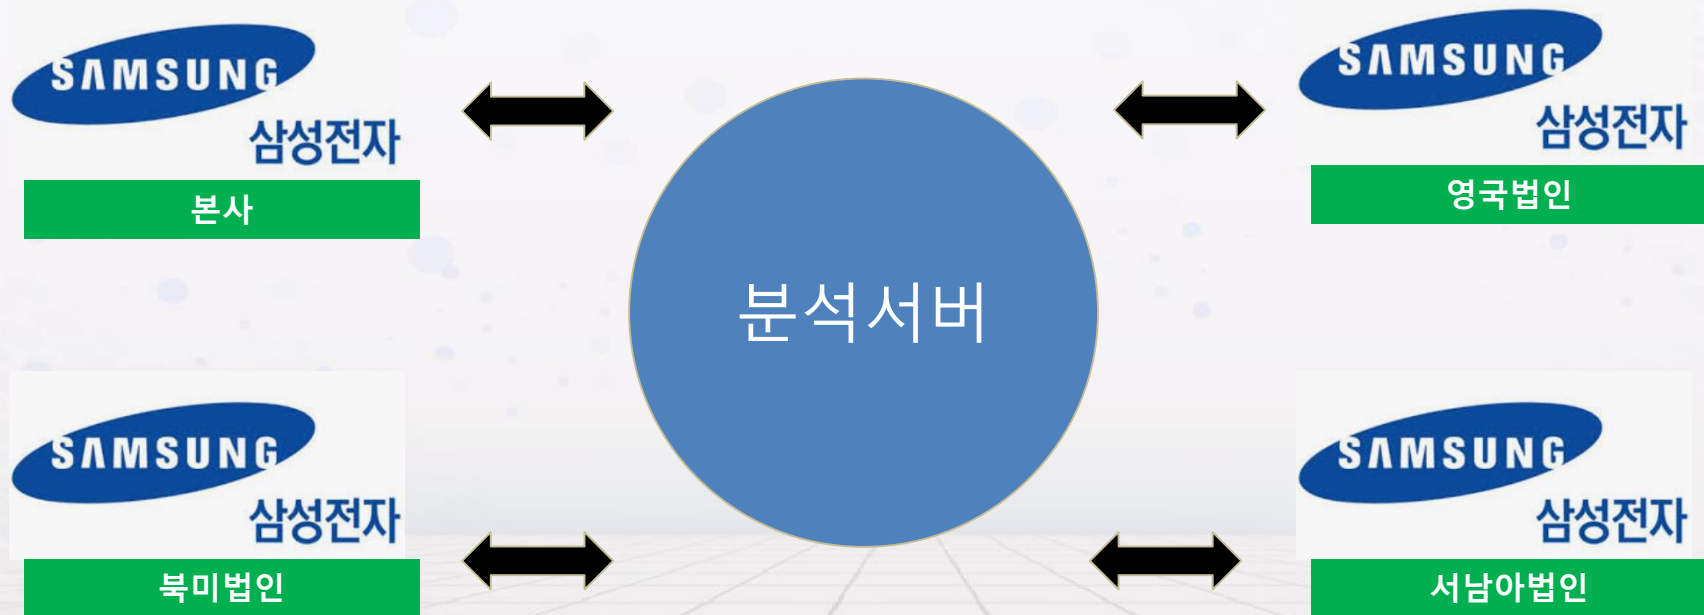 SAMSUNG
삼성전자
본사
SAMSUNG
삼성전자
영국법인
분석서버
SAMSUNG
삼성전자
북미법인
SAMSUNG
삼성전자
서남아법인